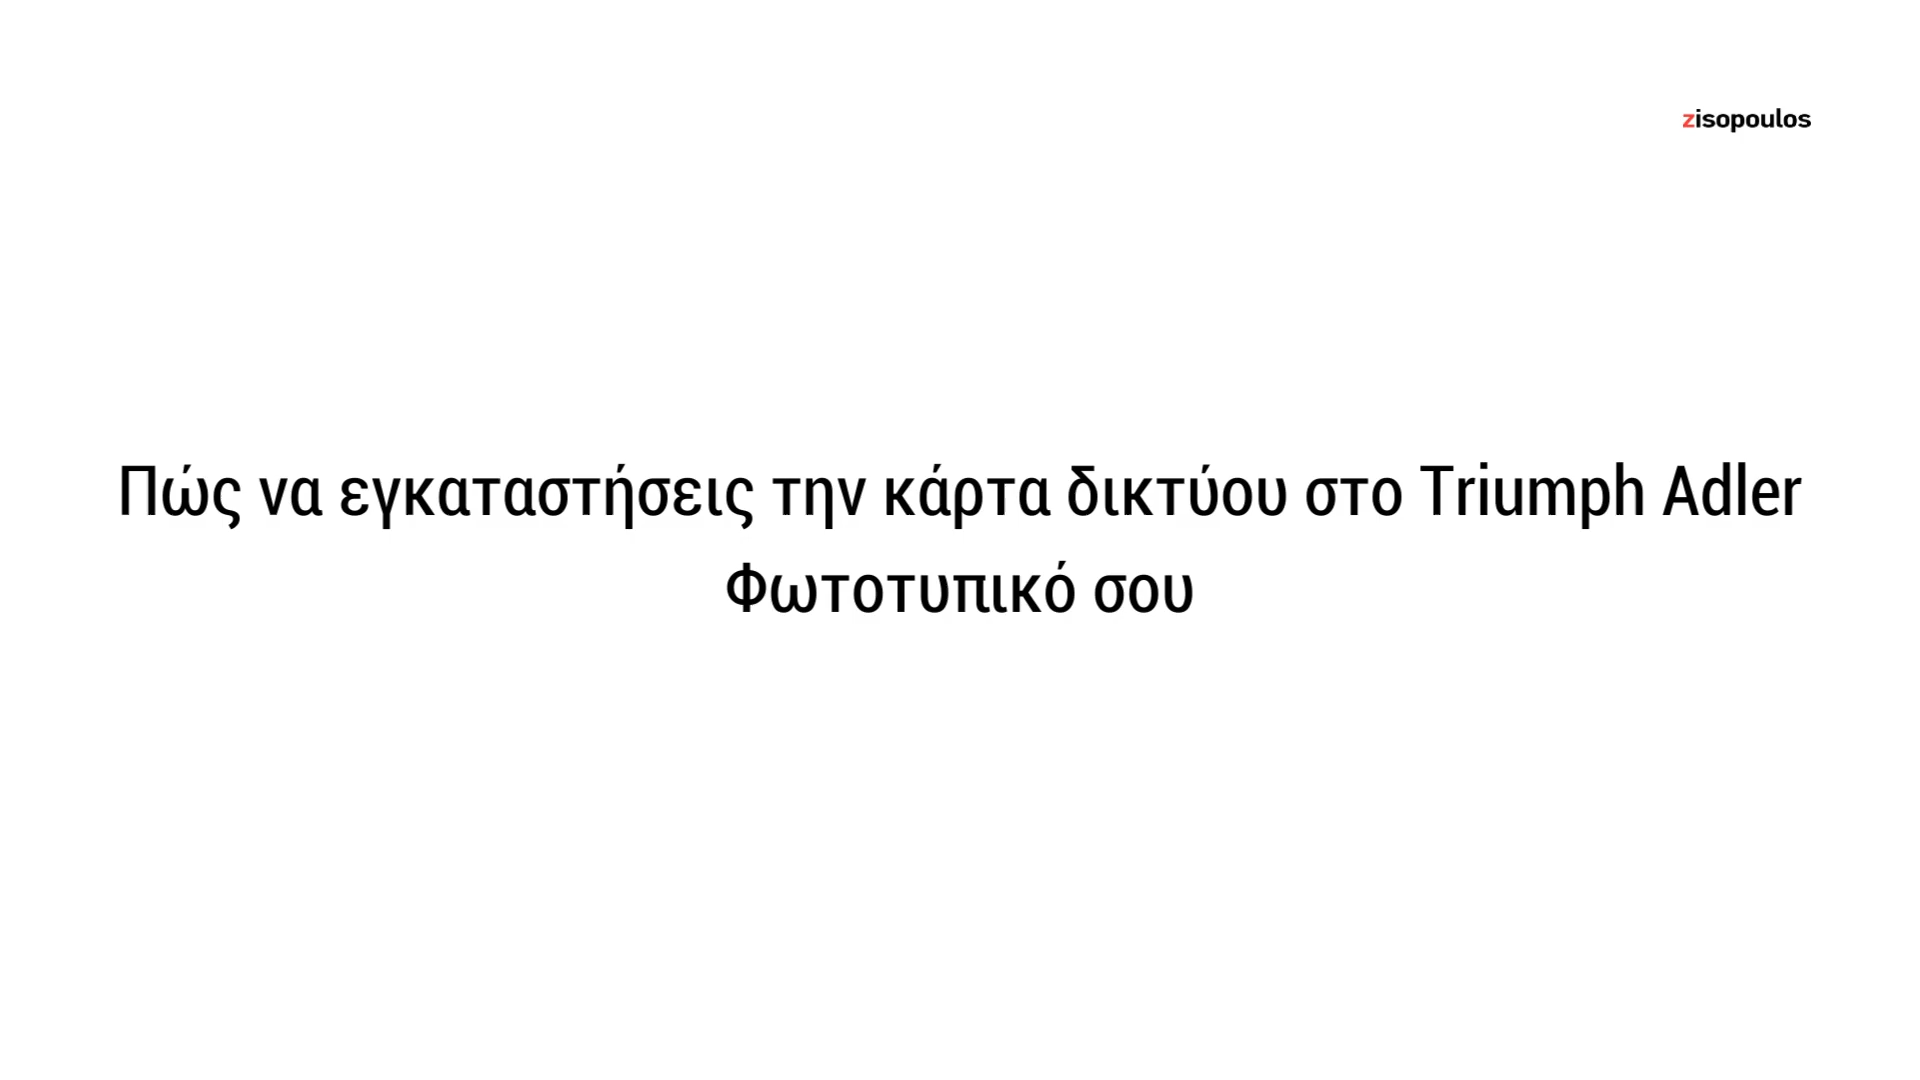 zisopoulos
Πώς να εγκαταστήσεις την κάρτα δικτύου στο Triumph Adler
Φωτοτυπικό σου